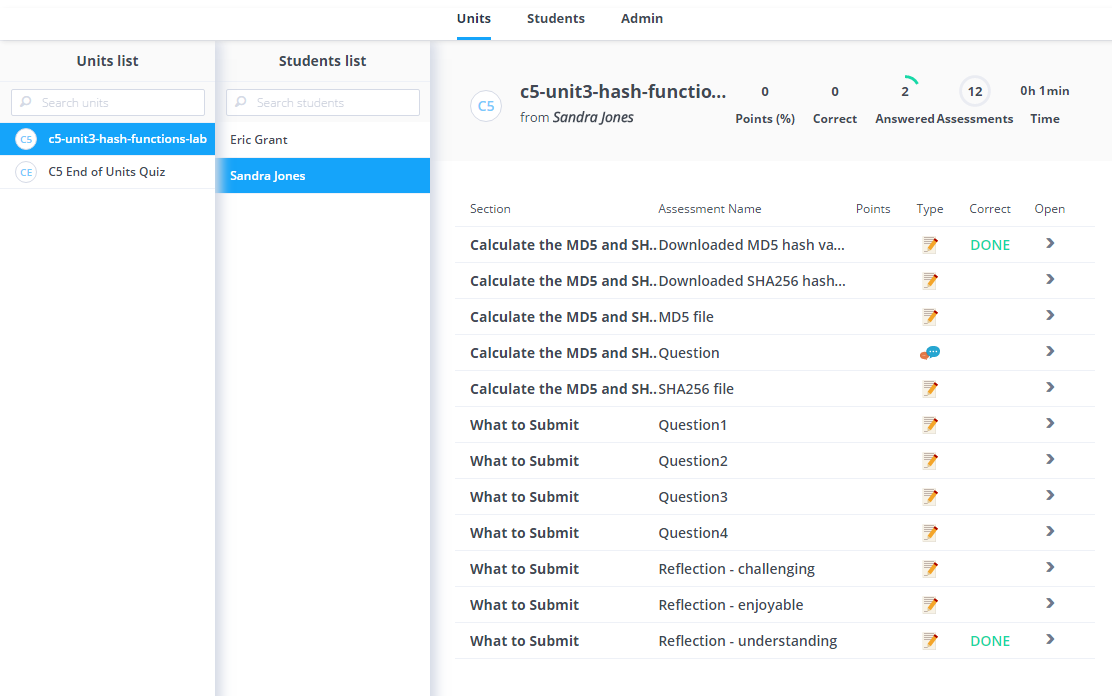 Units Students Admin
Units list
Search units
C5 c5-unit3-hash-functions-lab
CE C5 End of Units Quiz
Students list
Search students
Eric Grant
Sandra Jones
C5
c5-unit3-hash-functio...
from Sandra Jones
0 0 2 12 0h 1min
Points (%) Correct Answered Assessments Time
Section Assessment Name Points Type Correct Open
Calculate the MD5 and SH.. Downloaded MD5 hash va... DONE
Calculate the MD5 and SH.. Downloaded SHA256 hash...
Calculate the MD5 and SH.. MD5 file
Calculate the MD5 and SH.. Question
Calculate the MD5 and SH.. SHA256 file
What to Submit Question1
What to Submit Question2
What to Submit Question3
What to Submit Question4
What to Submit Reflection - challenging
What to Submit Reflection - enjoyable
What to Submit Reflection - understanding DONE